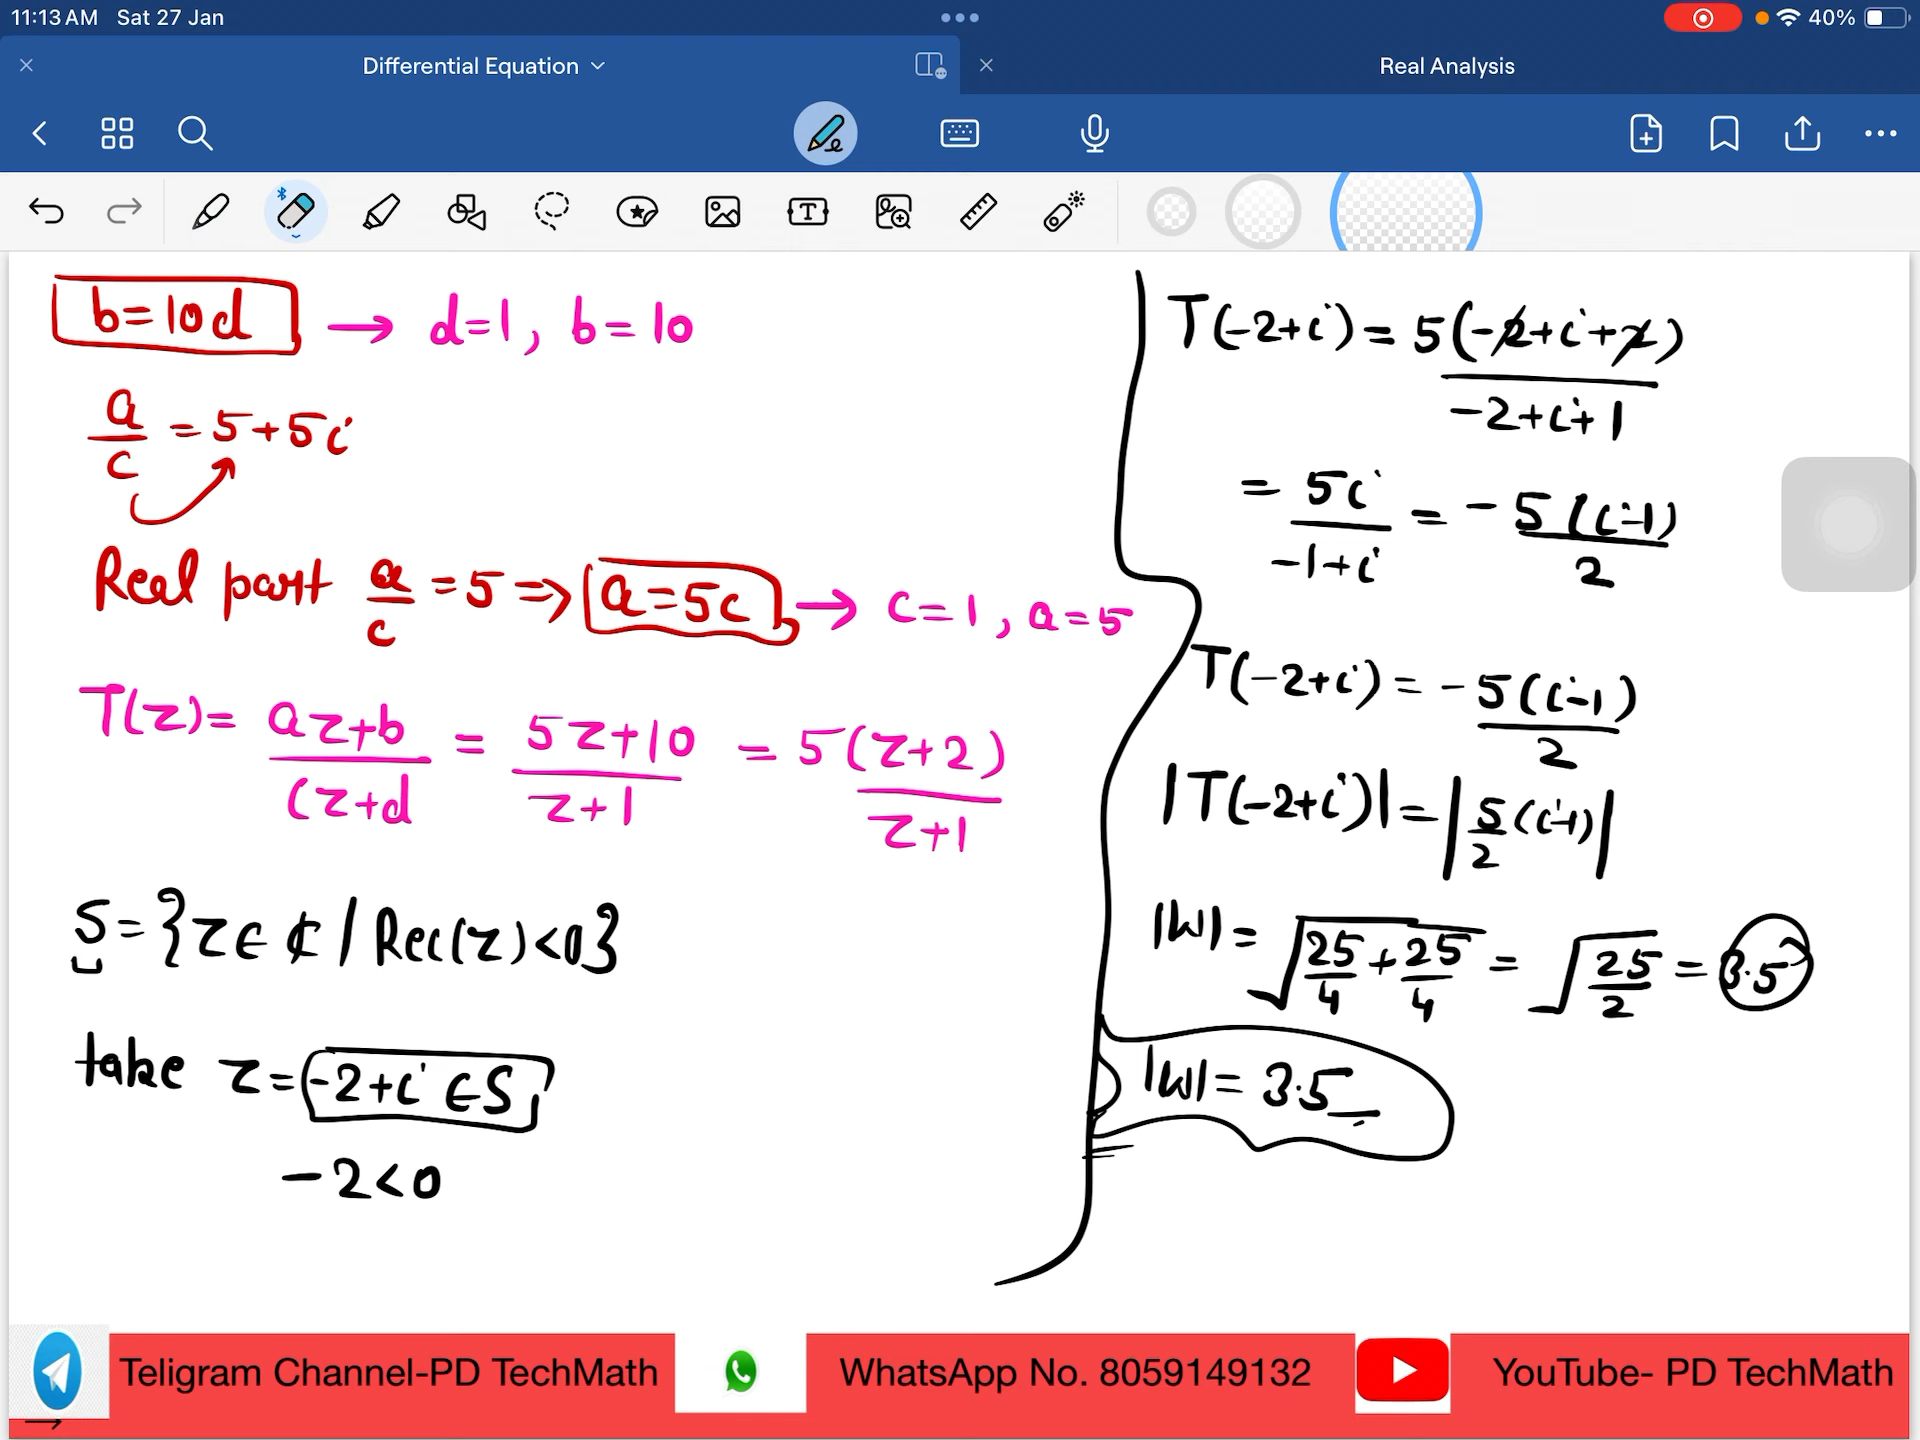 11:13 AM Sat 27 Jan
40%
Differential Equation
Real Analysis
b=10d → d=1, b=10
a/c = 5+5i
Real part a/c = 5 ⇒ a=5c → c=1, a=5
T(z)= az+b/cz+d = 5z+10/z+1 = 5(z+2)/z+1
S={z∈ ₵ / Rec(z)<0}
take z= -2+i ∈S
-2<0
T(-2+i) = 5(-2+i+2)/-2+i+1
= 5i/-1+i = -5(i-1)/2
T(-2+i) = -5(i-1)/2
|T(-2+i)|= |5/2(i-1)|
|W| = √25/4+25/4 = √25/2 = 3.5
|W| = 3.5
Teligram Channel-PD TechMath
WhatsApp No. 8059149132
YouTube- PD TechMath